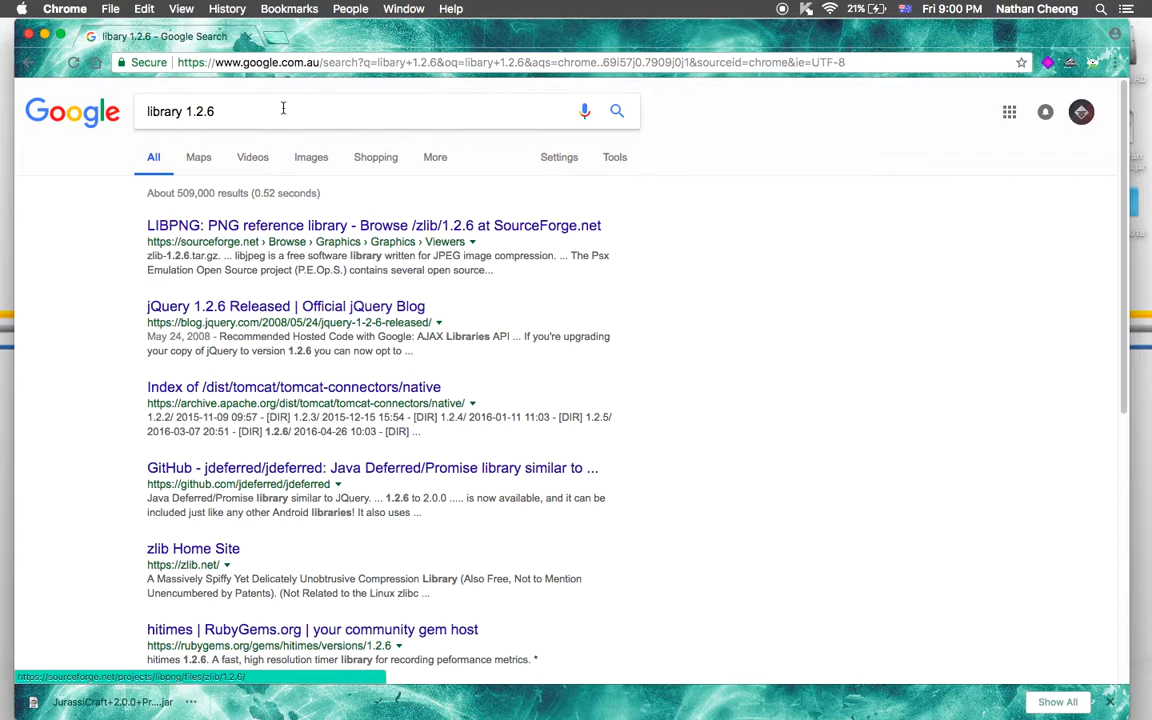 Chrome File Edit View History Bookmarks People Window Help 21% Fri 9:00 PM Nathan Cheong
libary 1.2.6 - Google Search
Secure https://www.google.com.au/search?q=libary+1.2.6&oq=libary+1.2.6&aqs=chrome..69i57j0.7909j0j1&sourceid=chrome&ie=UTF-8
Google library 1.2.6
All Maps Videos Images Shopping More Settings Tools
About 509,000 results (0.52 seconds)
LIBPNG: PNG reference library - Browse /zlib/1.2.6 at SourceForge.net
https://sourceforge.net › Browse › Graphics › Graphics › Viewers
zlib-1.2.6.tar.gz. ... libjpeg is a free software library written for JPEG image compression. ... The Psx
Emulation Open Source project (P.E.Op.S.) contains several open source...
jQuery 1.2.6 Released | Official jQuery Blog
https://blog.jquery.com/2008/05/24/jquery-1-2-6-released/
May 24, 2008 - Recommended Hosted Code with Google: AJAX Libraries API ... If you're upgrading
your copy of jQuery to version 1.2.6 you can now opt to ...
Index of /dist/tomcat/tomcat-connectors/native
https://archive.apache.org/dist/tomcat/tomcat-connectors/native/
1.2.2/ 2015-11-09 09:57 - [DIR] 1.2.3/ 2015-12-15 15:54 - [DIR] 1.2.4/ 2016-01-11 11:03 - [DIR] 1.2.5/
2016-03-07 20:51 - [DIR] 1.2.6/ 2016-04-26 10:03 - [DIR] ...
GitHub - jdeferred/jdeferred: Java Deferred/Promise library similar to ...
https://github.com/jdeferred/jdeferred
Java Deferred/Promise library similar to JQuery. ... 1.2.6 to 2.0.0 ..... is now available, and it can be
included just like any other Android libraries! It also uses ...
zlib Home Site
https://zlib.net/
A Massively Spiffy Yet Delicately Unobtrusive Compression Library (Also Free, Not to Mention
Unencumbered by Patents). (Not Related to the Linux zlibc ...
hitimes | RubyGems.org | your community gem host
https://rubygems.org/gems/hitimes/versions/1.2.6
hitimes 1.2.6. A fast, high resolution timer library for recording peformance metrics. *
https://sourceforge.net/projects/libpng/files/zlib/1.2.6/
JurassiCraft+2.0.0+Pr....jar Show All